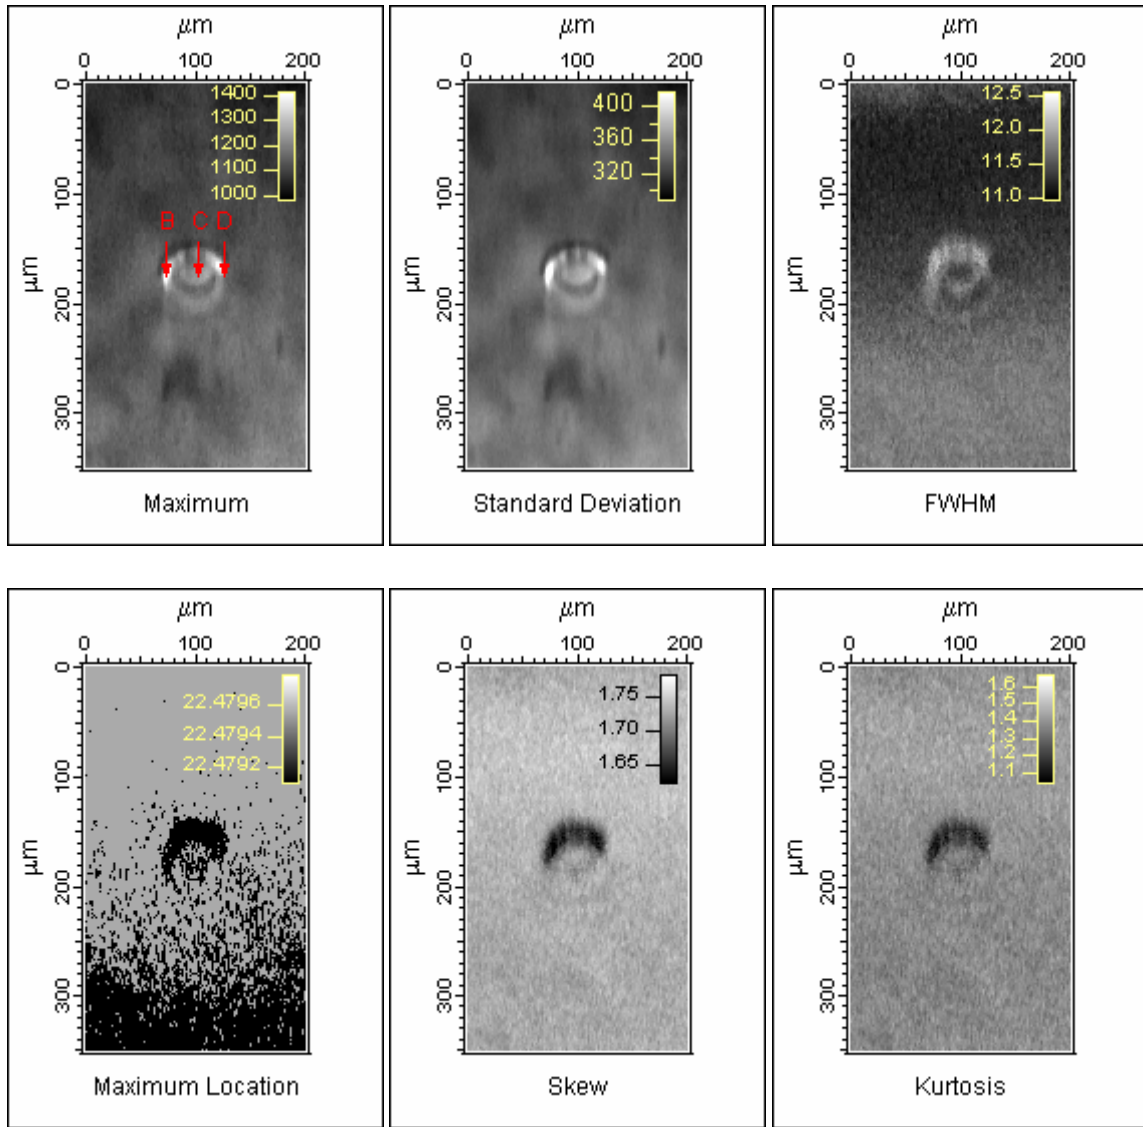 μm
0 100 200
0
100
200
300
μm
1400
1300
1200
1100
1000
B C D
Maximum
μm
0 100 200
0
100
200
300
μm
400
360
320
Standard Deviation
μm
0 100 200
0
100
200
300
μm
12.5
12.0
11.5
11.0
FWHM
μm
0 100 200
0
100
200
300
μm
22.4796
22.4794
22.4792
Maximum Location
μm
0 100 200
0
100
200
300
μm
1.75
1.70
1.65
Skew
μm
0 100 200
0
100
200
300
μm
1.6
1.5
1.4
1.3
1.2
1.1
Kurtosis